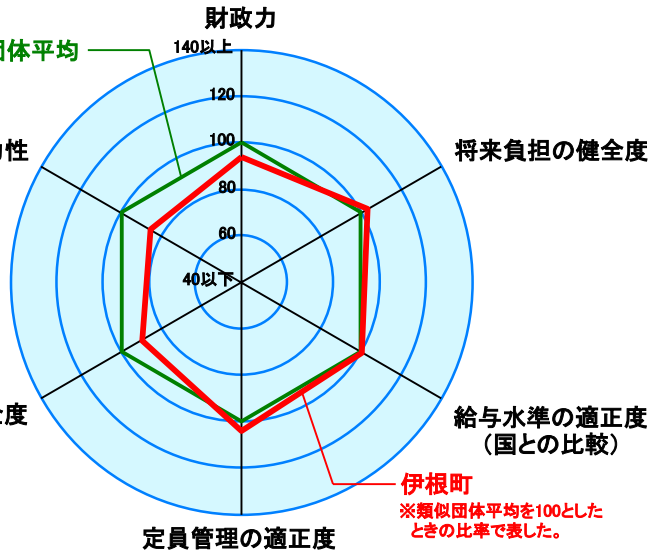 財政力
140以上
団体平均
120
100
力性
将来負担の健全度
80
60
40以下
全度
給与水準の適正度
（国との比較）
伊根町
※類似団体平均を100とした
ときの比率で表した。
定員管理の適正度